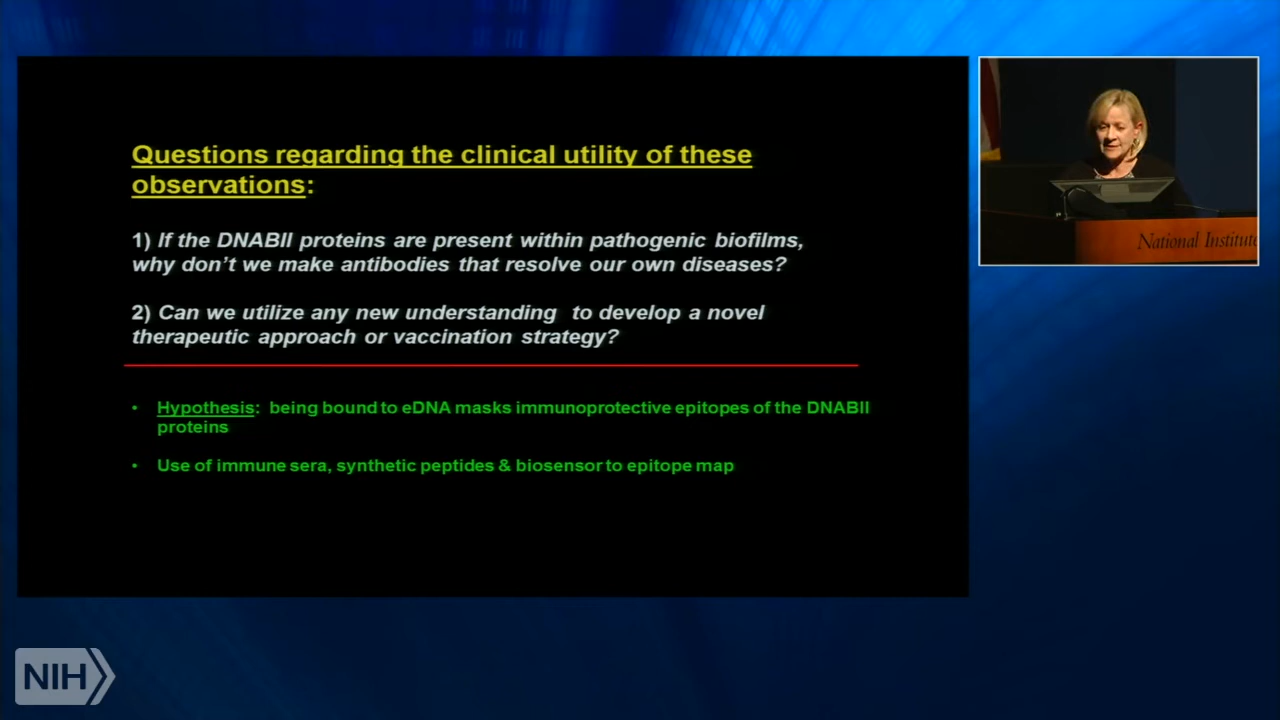 Questions regarding the clinical utility of these
observations:
1) If the DNABII proteins are present within pathogenic biofilms,
why don't we make antibodies that resolve our own diseases?
2) Can we utilize any new understanding to develop a novel
therapeutic approach or vaccination strategy?
• Hypothesis: being bound to eDNA masks immunoprotective epitopes of the DNABII
proteins
• Use of immune sera, synthetic peptides & biosensor to epitope map
National Institute
NIH